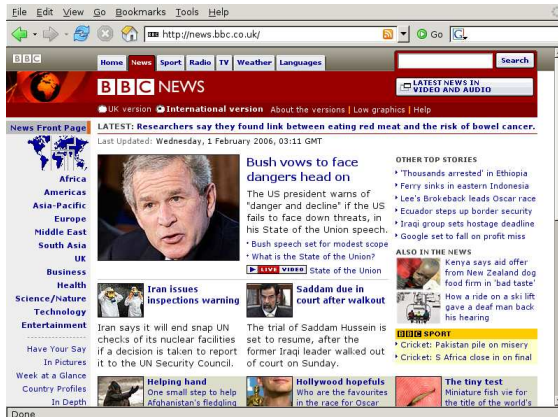 File Edit View Go Bookmarks Tools Help
http://news.bbc.co.uk/
Go
G
BBC
Home News Sport Radio TV Weather Languages
Search
BBC NEWS
LATEST NEWS IN
VIDEO AND AUDIO
UK version International version About the versions | Low graphics | Help
News Front Page
Africa
Americas
Asia-Pacific
Europe
Middle East
South Asia
UK
Business
Health
Science/Nature
Technology
Entertainment
Have Your Say
In Pictures
Week at a Glance
Country Profiles
In Depth
LATEST: Researchers say they found link between eating red meat and the risk of bowel cancer.
Last Updated: Wednesday, 1 February 2006, 03:11 GMT
Bush vows to face
dangers head on
The US president warns of
"danger and decline" if the US
fails to face down threats, in
his State of the Union speech.
Bush speech set for modest scope
What is the State of the Union?
LIVE VIDEO State of the Union
Iran issues
inspections warning
Iran says it will end snap UN
checks of its nuclear facilities
if a decision is taken to report
it to the UN Security Council.
Saddam due in
court after walkout
The trial of Saddam Hussein is
set to resume, after the
former Iraqi leader walked out
of court on Sunday.
OTHER TOP STORIES
'Thousands arrested' in Ethiopia
Ferry sinks in eastern Indonesia
Lee's Brokeback leads Oscar race
Ecuador steps up border security
Iraqi group sets hostage deadline
Google set to fall on profit miss
ALSO IN THE NEWS
Kenya says aid offer
from New Zealand dog
food firm in 'bad taste'
How a ride on a ski lift
gave a deaf man back
his hearing
BBC SPORT
Cricket: Pakistan pile on misery
Cricket: S Africa close in on final
Helping hand
One small step to help
Afghanistan's fledgling
Hollywood hopefuls
Who are the favourites
in the race for Oscar
The tiny test
Miniature fish vie for
the title of the world's
Done